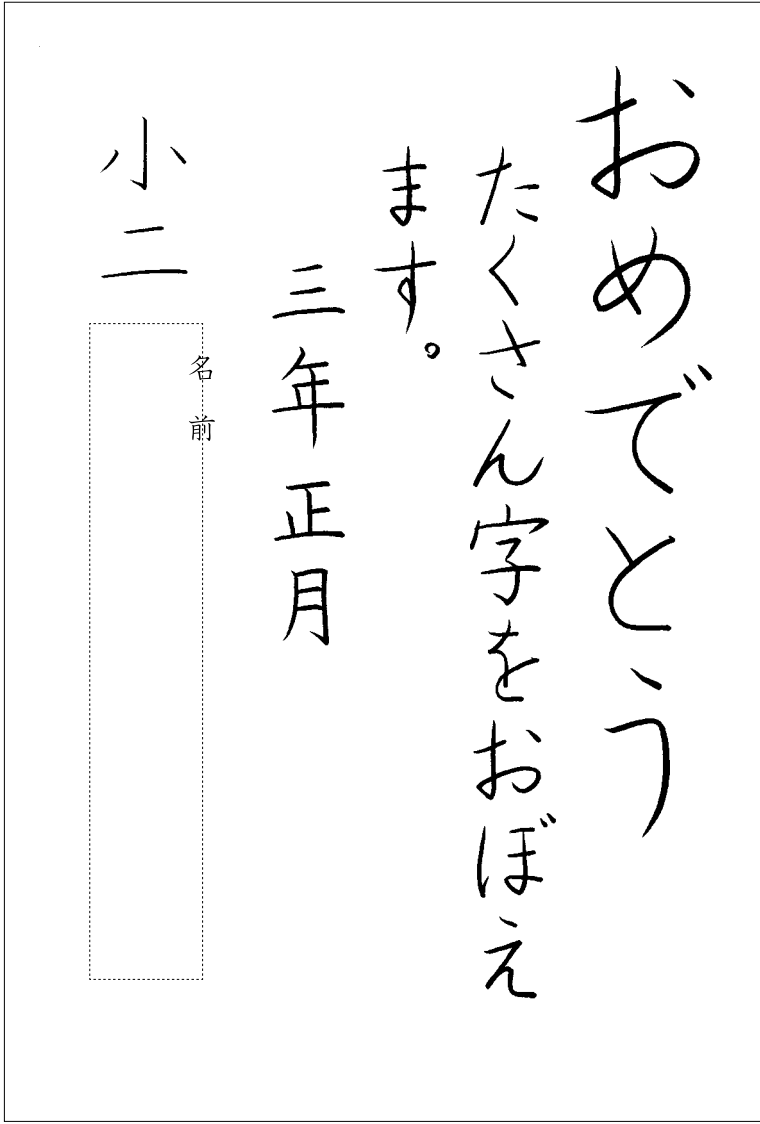 おめでとう
たくさん字をおぼえ
ます。
三年正月
小二
名前